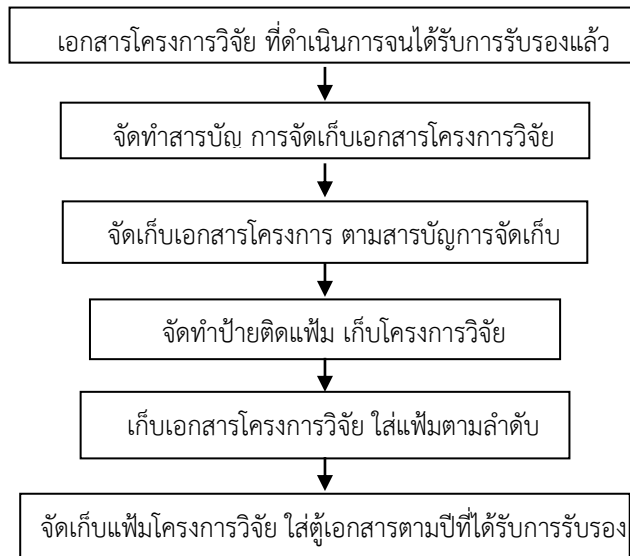 เอกสารโครงการวิจัย ที่ดำเนินการจนได้รับการรับรองแล้ว
จัดทำสารบัญ การจัดเก็บเอกสารโครงการวิจัย
จัดเก็บเอกสารโครงการ ตามสารบัญการจัดเก็บ
จัดทำป้ายติดแฟ้ม เก็บโครงการวิจัย
เก็บเอกสารโครงการวิจัย ใส่แฟ้มตามลำดับ
จัดเก็บแฟ้มโครงการวิจัย ใส่ตู้เอกสารตามปีที่ได้รับการรับรอง